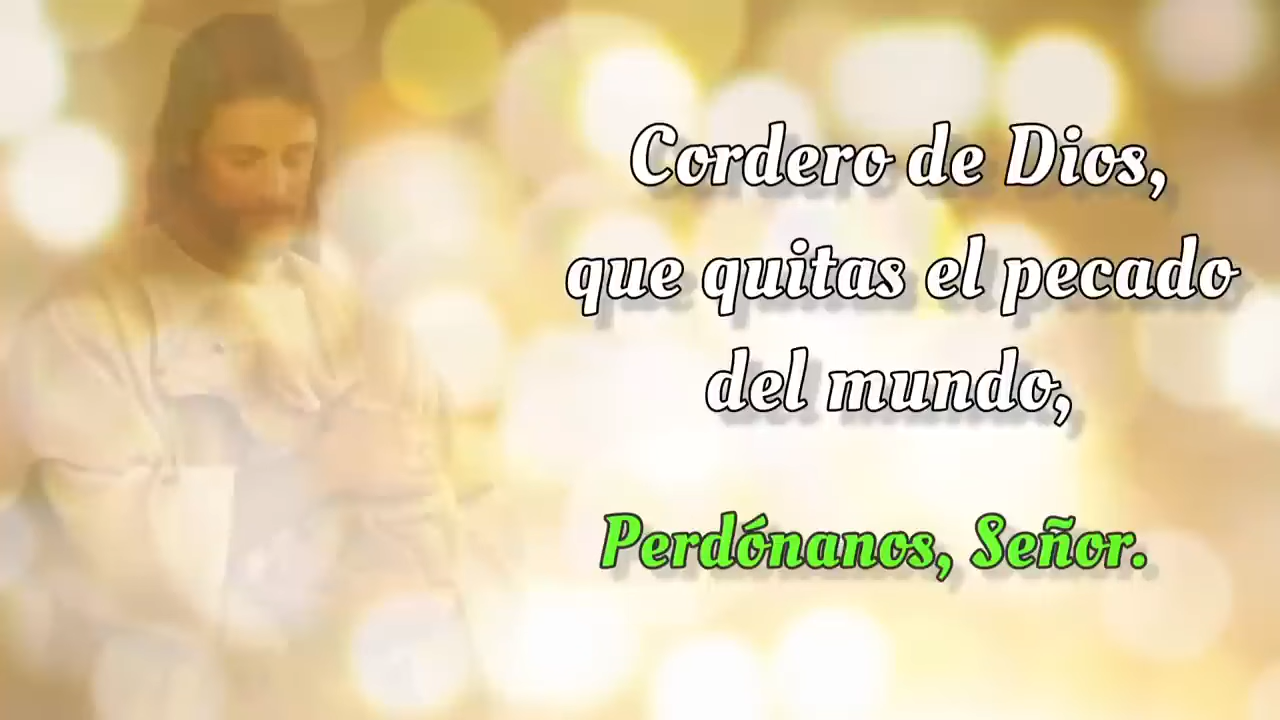 Cordero de Dios,
que quitas el pecado
del mundo,
Perdónanos, Señor.